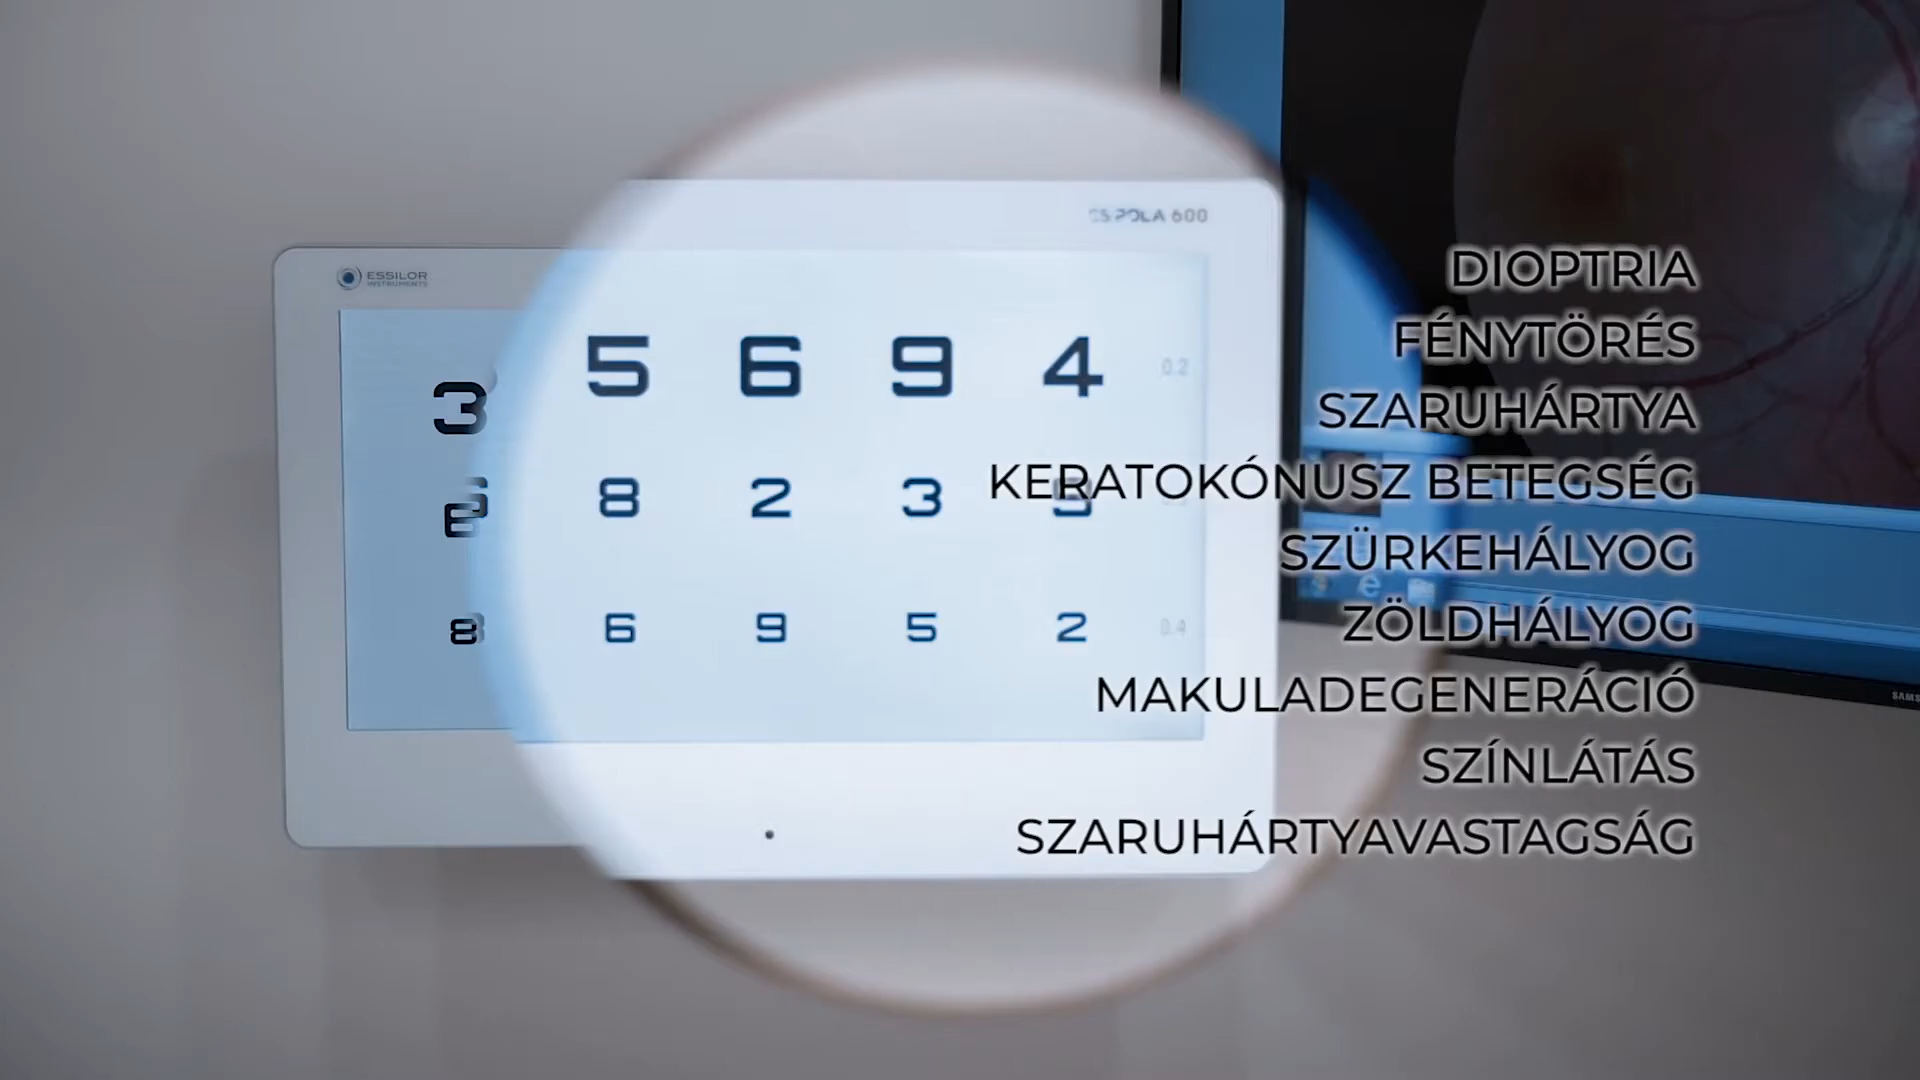 CS POLA 600
ESSILOR
INSTRUMENTS
5 6 9 4 0.2
3
8 2 3
8 6 9 5 2 0.4
DIOPTRIA
FÉNYTÖRÉS
SZARUHÁRTYA
KERATOKÓNUSZ BETEGSÉG
SZÜRKEHÁLYOG
ZÖLDHÁLYOG
MAKULADEGENERÁCIÓ
SZÍNLÁTÁS
SZARUHÁRTYAVASTAGSÁG